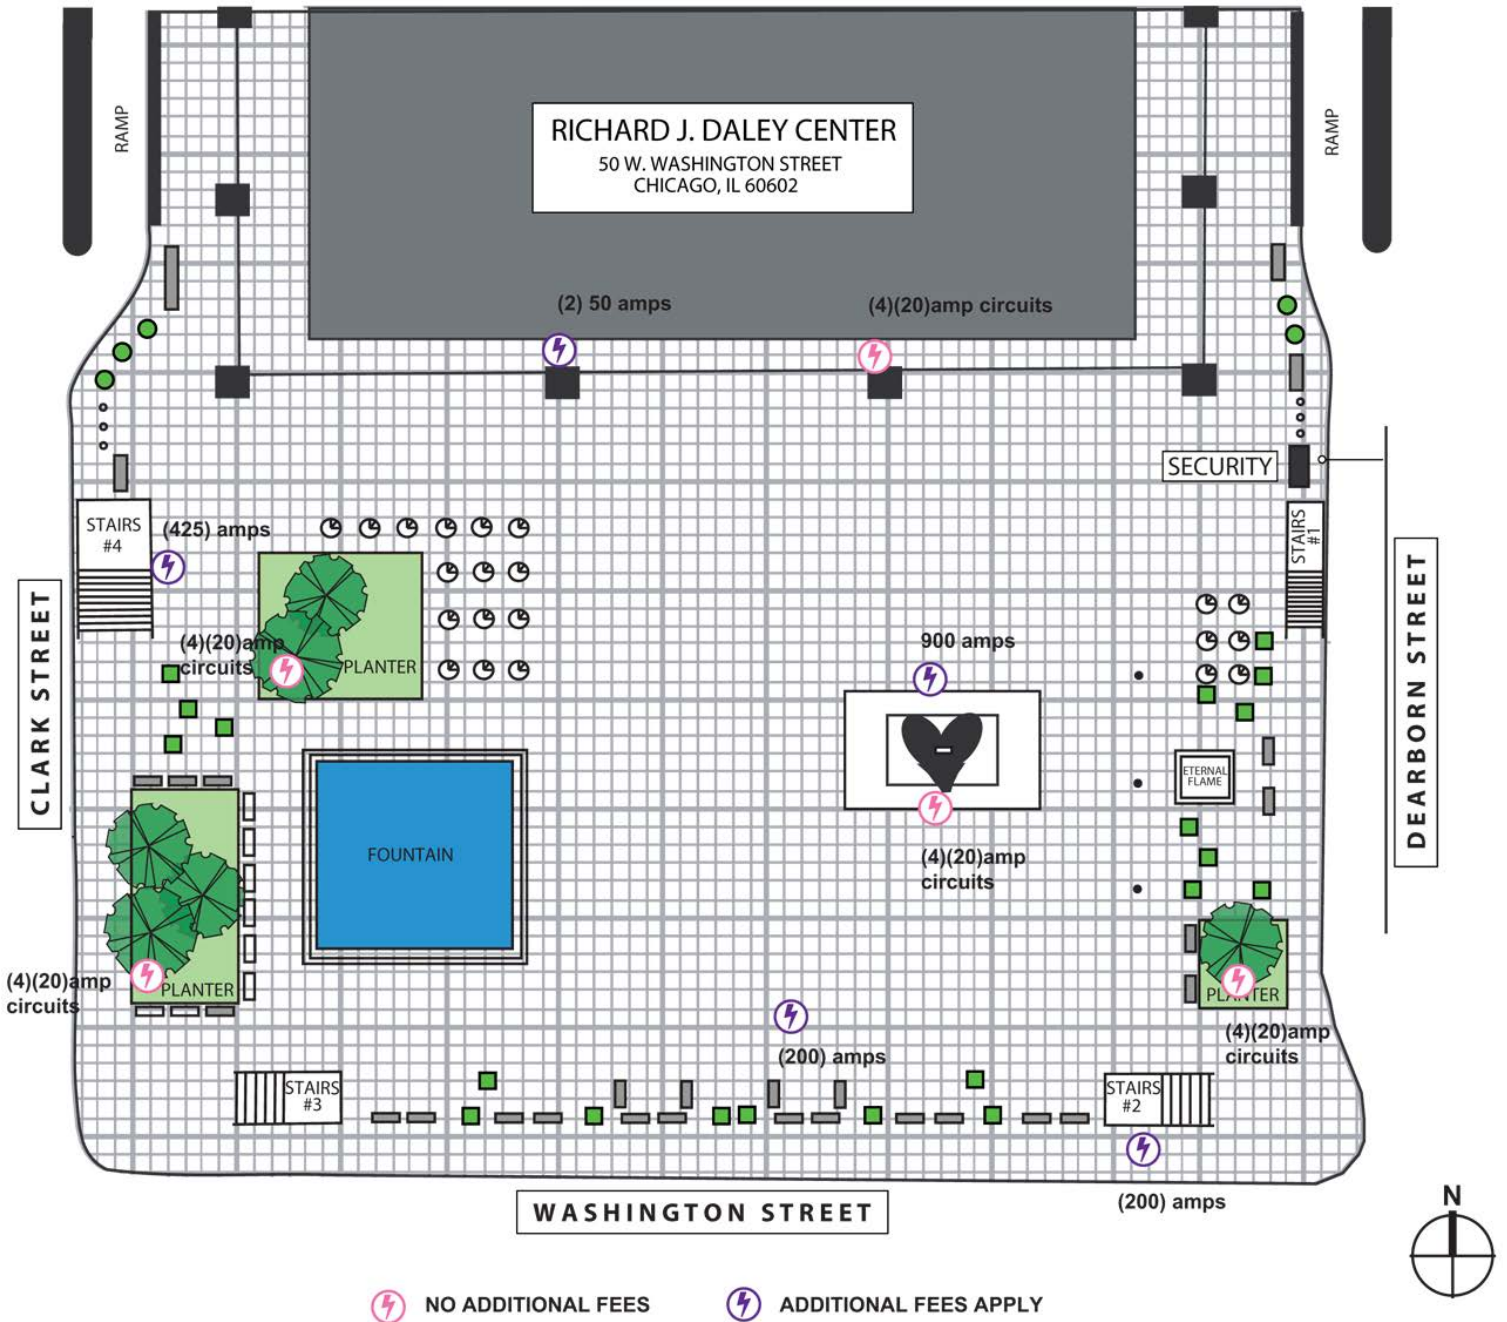 RAMP
RICHARD J. DALEY CENTER
50 W. WASHINGTON STREET
CHICAGO, IL 60602
RAMP
(2) 50 amps
(4)(20)amp circuits
SECURITY
STAIRS
#4
(425) amps
STAIRS
#1
CLARK STREET
(4)(20)amp
circuits
PLANTER
900 amps
DEARBORN STREET
ETERNAL
FLAME
FOUNTAIN
(4)(20)amp
circuits
(4)(20)amp
circuits
PLANTER
PLANTER
(4)(20)amp
circuits
(200) amps
STAIRS
#3
STAIRS
#2
(200) amps
WASHINGTON STREET
N
NO ADDITIONAL FEES
ADDITIONAL FEES APPLY